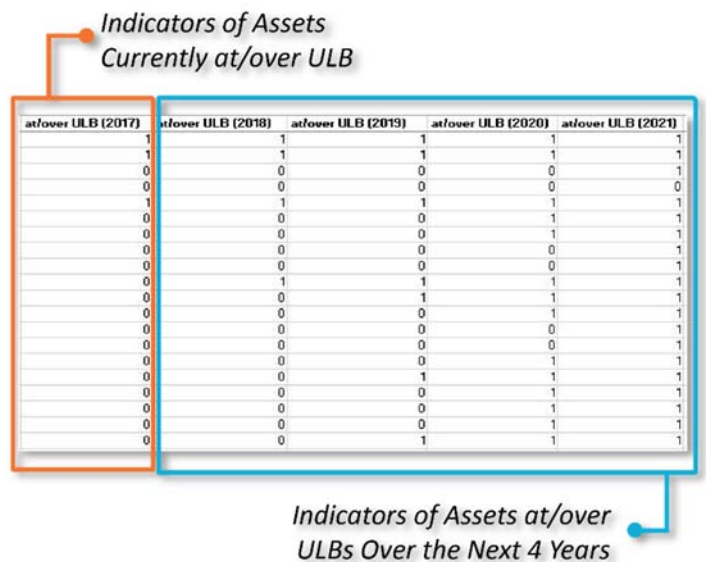 Indicators of Assets
Currently at/over ULB
at/over ULB (2017) at/over ULB (2018) at/over ULB (2019) at/over ULB (2020) at/over ULB (2021)
1 1 1 1 1
1 1 1 1 1
0 0 0 0 1
0 0 0 0 0
1 1 1 1 1
0 0 0 1 1
0 0 0 1 1
0 0 0 0 1
0 0 0 0 1
0 1 1 1 1
0 0 1 1 1
0 0 0 1 1
0 0 0 0 1
0 0 0 0 1
0 0 0 1 1
0 0 1 1 1
0 0 0 1 1
0 0 0 1 1
0 0 0 1 1
0 0 1 1 1
Indicators of Assets at/over
ULBs Over the Next 4 Years